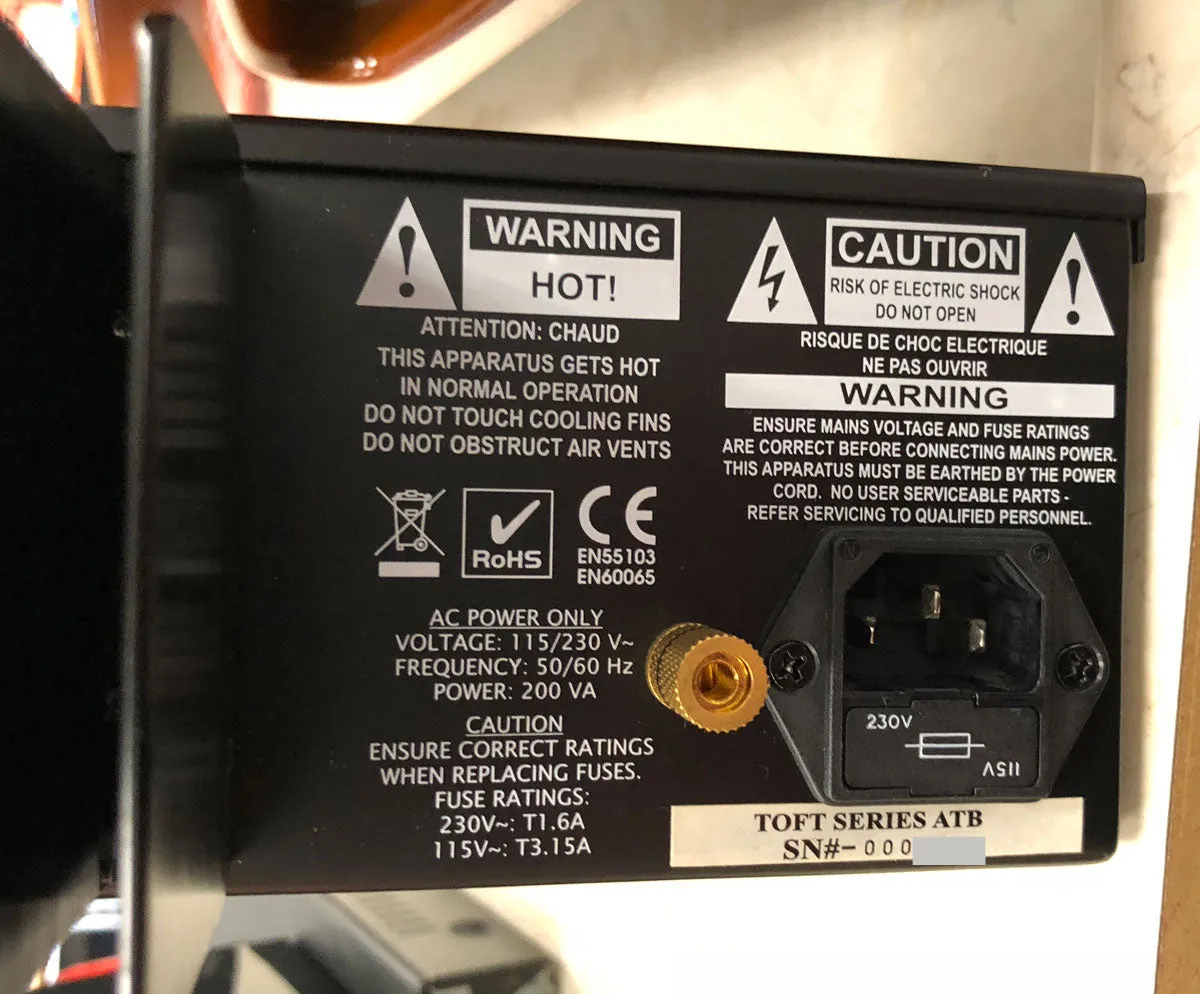 WARNING
HOT!
ATTENTION: CHAUD
THIS APPARATUS GETS HOT
IN NORMAL OPERATION
DO NOT TOUCH COOLING FINS
DO NOT OBSTRUCT AIR VENTS
RoHS
CE
EN55103
EN60065
AC POWER ONLY
VOLTAGE: 115/230 V~
FREQUENCY: 50/60 Hz
POWER: 200 VA
CAUTION
ENSURE CORRECT RATINGS
WHEN REPLACING FUSES.
FUSE RATINGS:
230V~: T1.6A
115V~: T3.15A
CAUTION
RISK OF ELECTRIC SHOCK
DO NOT OPEN
RISQUE DE CHOC ELECTRIQUE
NE PAS OUVRIR
WARNING
ENSURE MAINS VOLTAGE AND FUSE RATINGS
ARE CORRECT BEFORE CONNECTING MAINS POWER.
THIS APPARATUS MUST BE EARTHED BY THE POWER
CORD. NO USER SERVICEABLE PARTS -
REFER SERVICING TO QUALIFIED PERSONNEL.
230V
115V
TOFT SERIES ATB
SN#-000